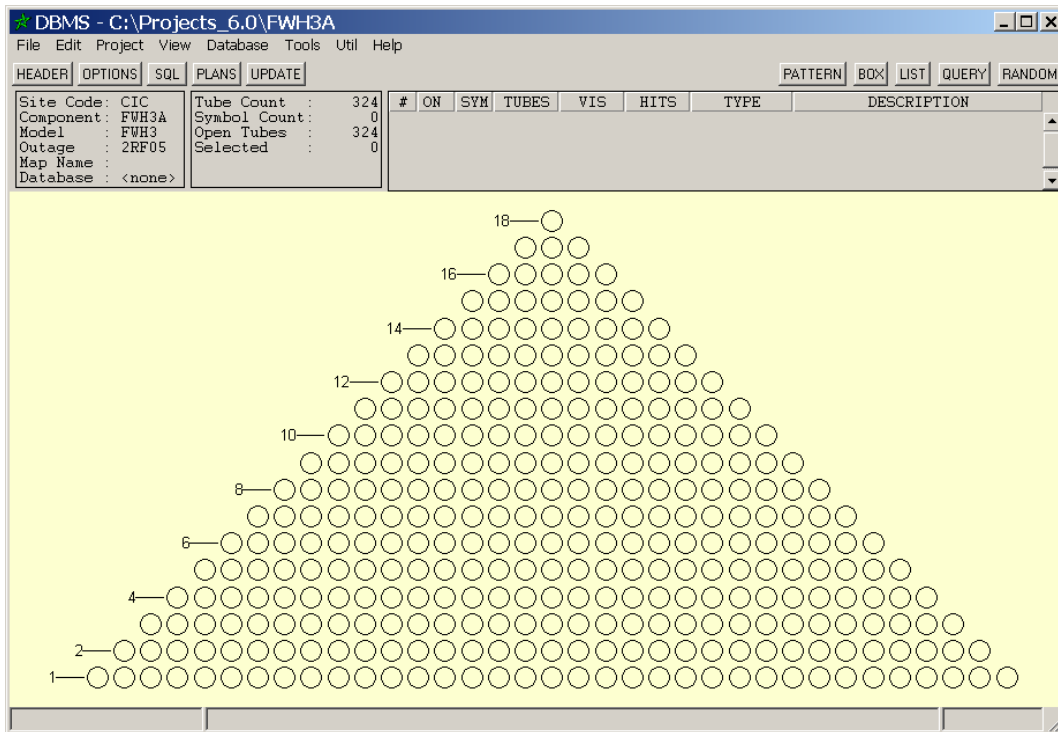 DBMS - C:\Projects_6.0\FWH3A
File Edit Project View Database Tools Util Help
HEADER OPTIONS SQL PLANS UPDATE PATTERN BOX LIST QUERY RANDOM
Site Code: CIC
Component: FWH3A
Model : FWH3
Outage : 2RF05
Map Name :
Database : <none>
Tube Count : 324
Symbol Count: 0
Open Tubes : 324
Selected : 0
# ON SYM TUBES VIS HITS TYPE DESCRIPTION
18
16
14
12
10
8
6
4
2
1